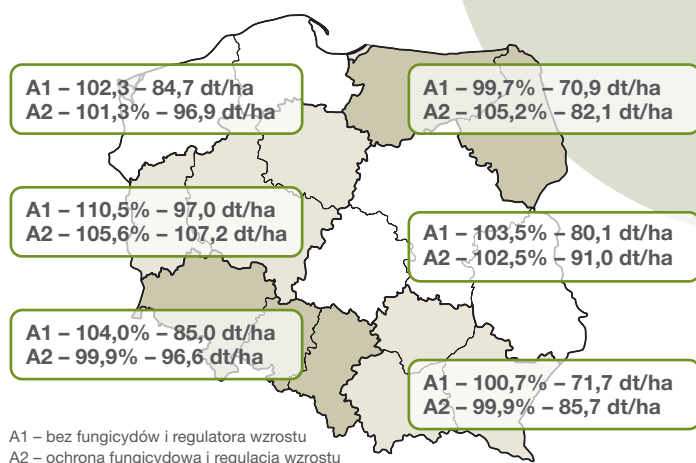 A1 – 102,3 – 84,7 dt/ha
A2 – 101,3% – 96,9 dt/ha
A1 – 99,7% – 70,9 dt/ha
A2 – 105,2% – 82,1 dt/ha
A1 – 110,5% – 97,0 dt/ha
A2 – 105,6% – 107,2 dt/ha
A1 – 103,5% – 80,1 dt/ha
A2 – 102,5% – 91,0 dt/ha
A1 – 104,0% – 85,0 dt/ha
A2 – 99,9% – 96,6 dt/ha
A1 – 100,7% – 71,7 dt/ha
A2 – 99,9% – 85,7 dt/ha
A1 – bez fungicydów i regulatora wzrostu
A2 – ochrona fungicydowa i regulacja wzrostu